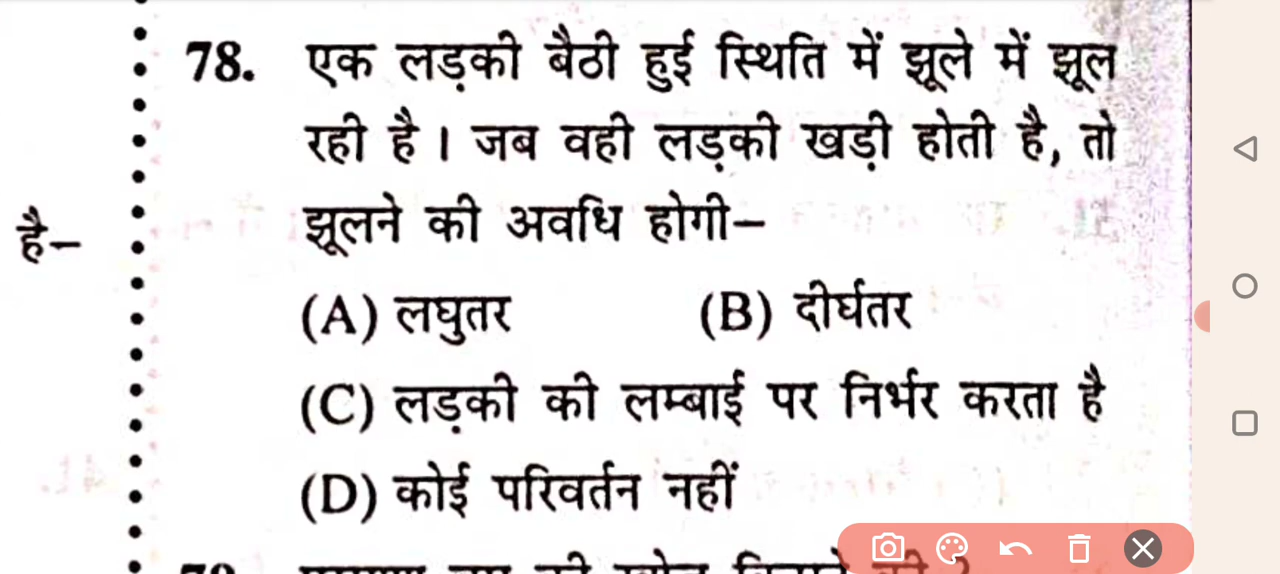 78. एक लड़की बैठी हुई स्थिति में झूले में झूल
रही है। जब वही लड़की खड़ी होती है, तो
झूलने की अवधि होगी–
है–
(A) लघुतर (B) दीर्घतर
(C) लड़की की लम्बाई पर निर्भर करता है
(D) कोई परिवर्तन नहीं